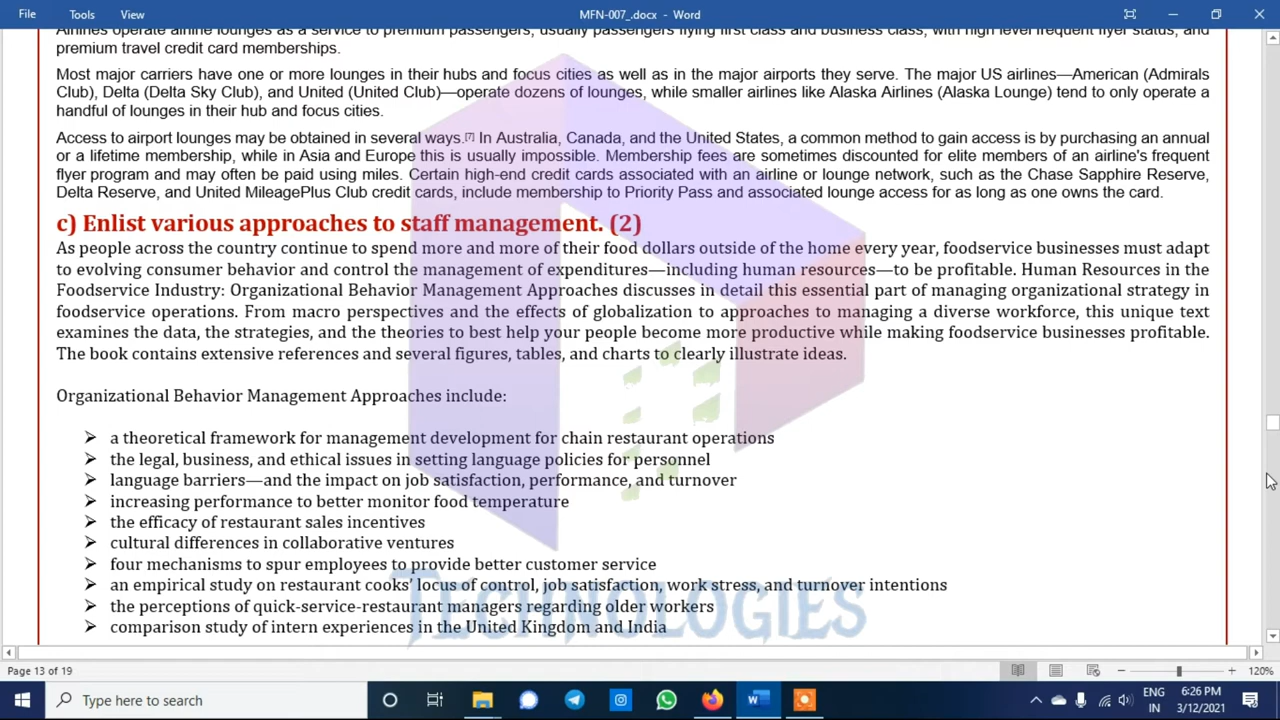 File Tools View MFN-007_.docx - Word
Airlines operate airline lounges as a service to premium passengers, usually passengers flying first class and business class, with high level frequent flyer status, and
premium travel credit card memberships.
Most major carriers have one or more lounges in their hubs and focus cities as well as in the major airports they serve. The major US airlines—American (Admirals
Club), Delta (Delta Sky Club), and United (United Club)—operate dozens of lounges, while smaller airlines like Alaska Airlines (Alaska Lounge) tend to only operate a
handful of lounges in their hub and focus cities.
Access to airport lounges may be obtained in several ways.[7] In Australia, Canada, and the United States, a common method to gain access is by purchasing an annual
or a lifetime membership, while in Asia and Europe this is usually impossible. Membership fees are sometimes discounted for elite members of an airline's frequent
flyer program and may often be paid using miles. Certain high-end credit cards associated with an airline or lounge network, such as the Chase Sapphire Reserve,
Delta Reserve, and United MileagePlus Club credit cards, include membership to Priority Pass and associated lounge access for as long as one owns the card.
c) Enlist various approaches to staff management. (2)
As people across the country continue to spend more and more of their food dollars outside of the home every year, foodservice businesses must adapt
to evolving consumer behavior and control the management of expenditures—including human resources—to be profitable. Human Resources in the
Foodservice Industry: Organizational Behavior Management Approaches discusses in detail this essential part of managing organizational strategy in
foodservice operations. From macro perspectives and the effects of globalization to approaches to managing a diverse workforce, this unique text
examines the data, the strategies, and the theories to best help your people become more productive while making foodservice businesses profitable.
The book contains extensive references and several figures, tables, and charts to clearly illustrate ideas.
Organizational Behavior Management Approaches include:
➢ a theoretical framework for management development for chain restaurant operations
➢ the legal, business, and ethical issues in setting language policies for personnel
➢ language barriers—and the impact on job satisfaction, performance, and turnover
➢ increasing performance to better monitor food temperature
➢ the efficacy of restaurant sales incentives
➢ cultural differences in collaborative ventures
➢ four mechanisms to spur employees to provide better customer service
➢ an empirical study on restaurant cooks' locus of control, job satisfaction, work stress, and turnover intentions
➢ the perceptions of quick-service-restaurant managers regarding older workers
➢ comparison study of intern experiences in the United Kingdom and India
TECHNOLOGIES
Page 13 of 19 120%
Type here to search ENG 6:26 PM
IN 3/12/2021